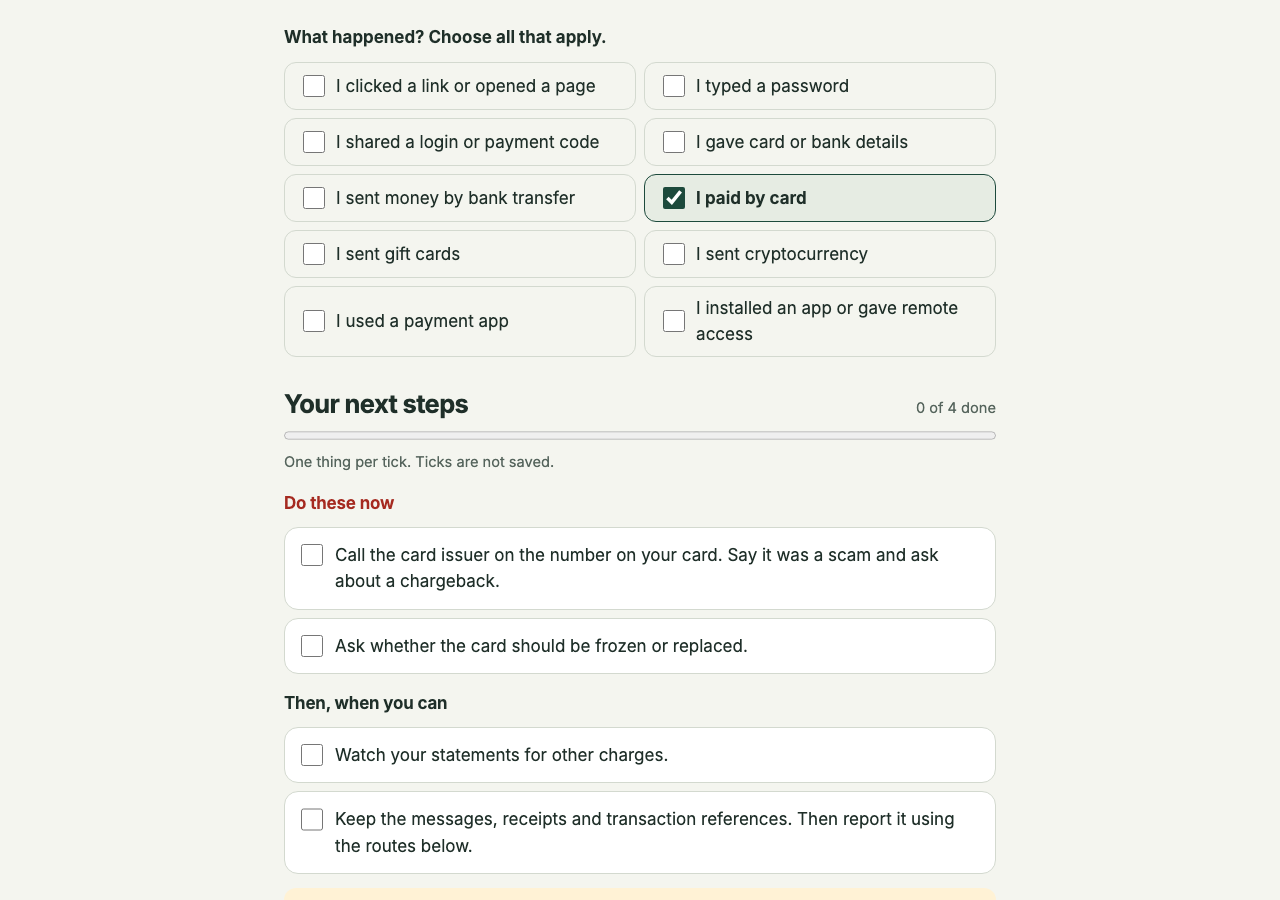 What happened? Choose all that apply.
I clicked a link or opened a page
I typed a password
I shared a login or payment code
I gave card or bank details
I sent money by bank transfer
I paid by card
I sent gift cards
I sent cryptocurrency
I used a payment app
I installed an app or gave remote
access
Your next steps
0 of 4 done
One thing per tick. Ticks are not saved.
Do these now
Call the card issuer on the number on your card. Say it was a scam and ask
about a chargeback.
Ask whether the card should be frozen or replaced.
Then, when you can
Watch your statements for other charges.
Keep the messages, receipts and transaction references. Then report it using
the routes below.